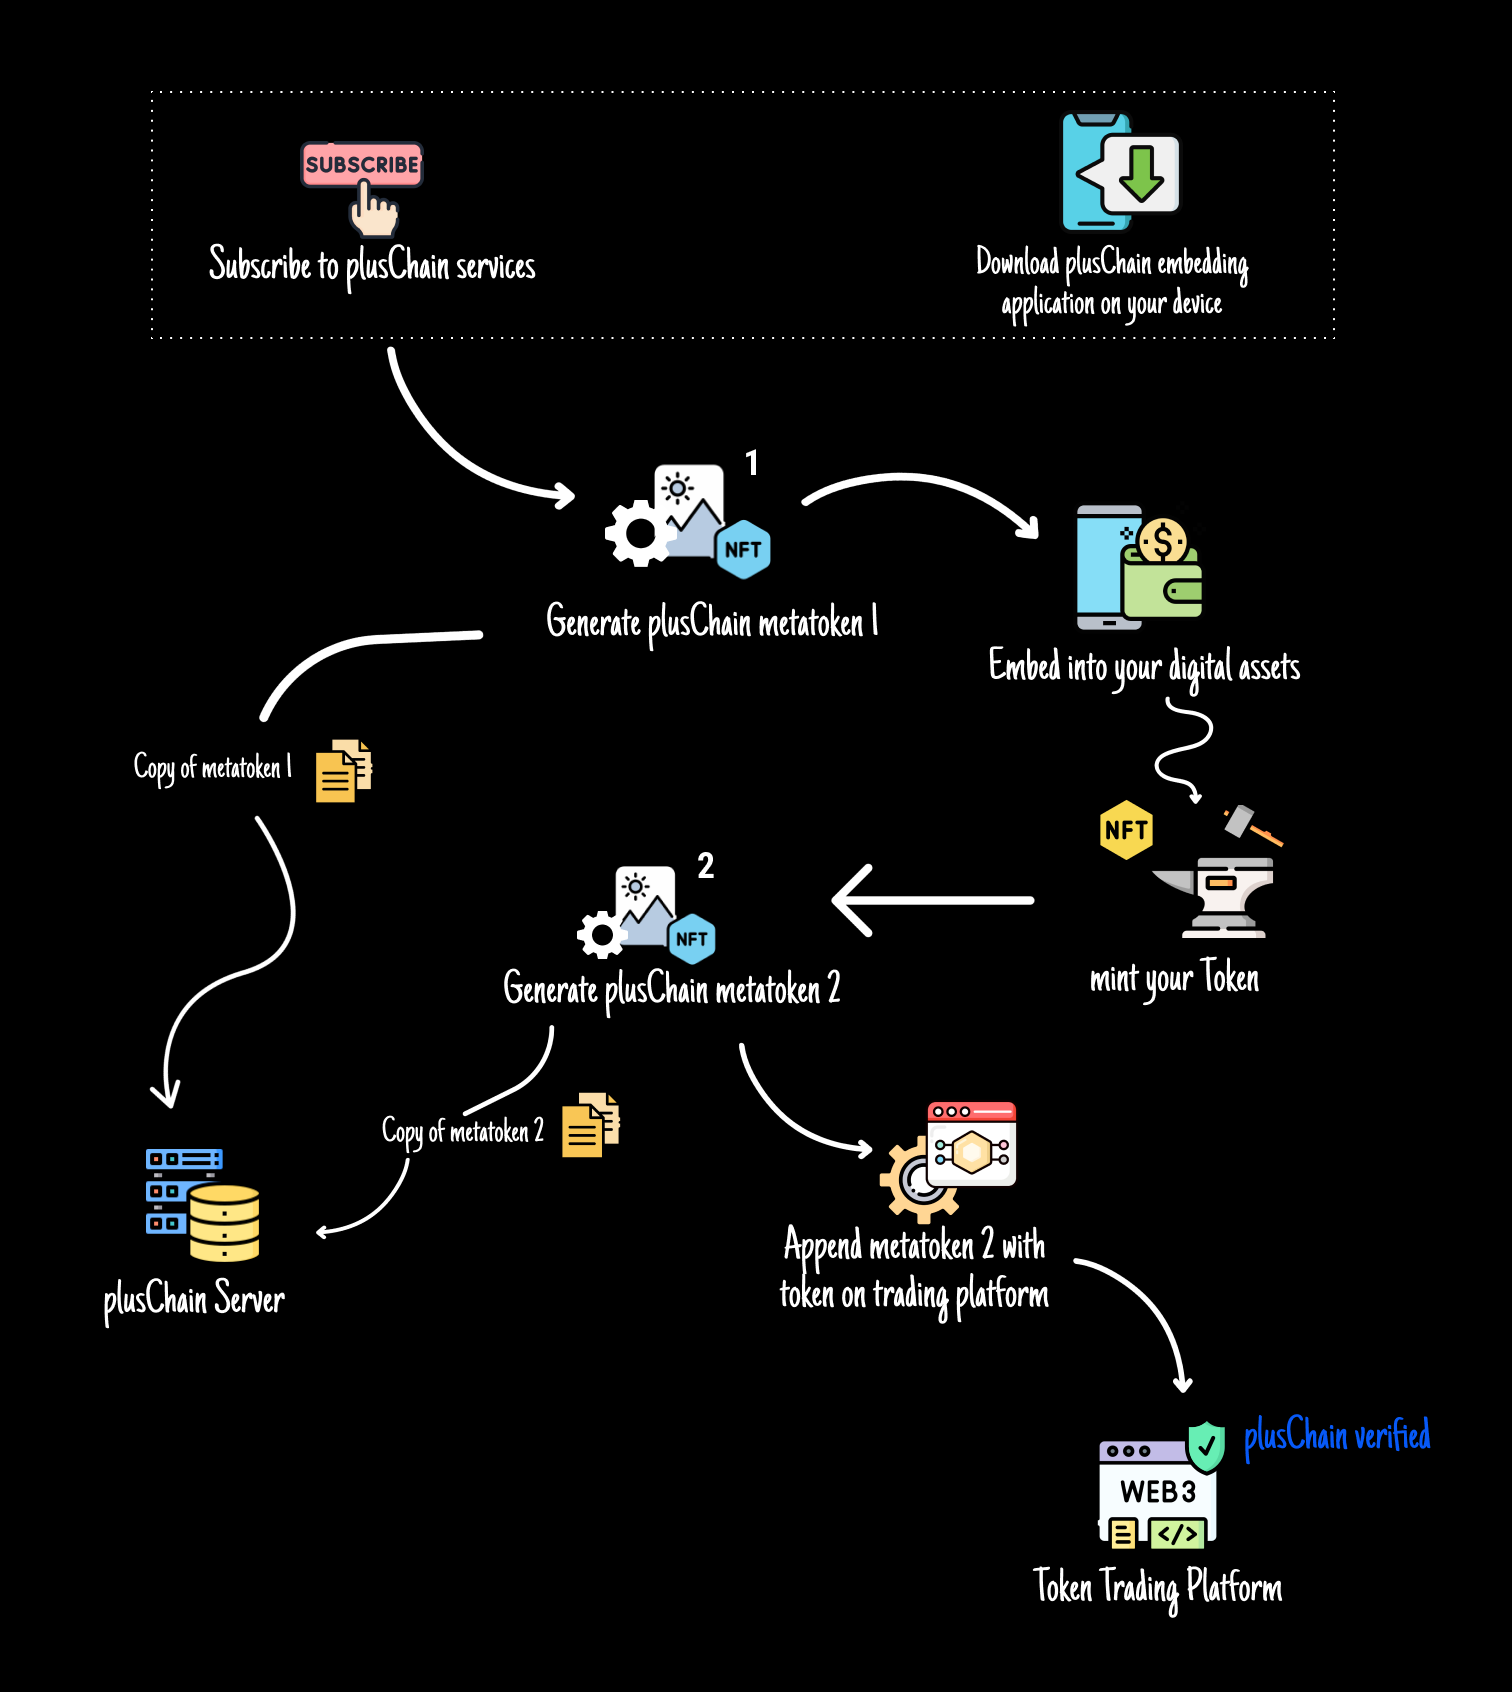 SUBSCRIBE
Subscribe to plusChain services
Download plusChain embedding
application on your device
1
NFT
Generate plusChain metatoken 1
$
Embed into your digital assets
Copy of metatoken 1
NFT
mint your Token
2
NFT
Generate plusChain metatoken 2
Copy of metatoken 2
plusChain Server
Append metatoken 2 with
token on trading platform
plusChain verified
WEB3
</>
Token Trading Platform